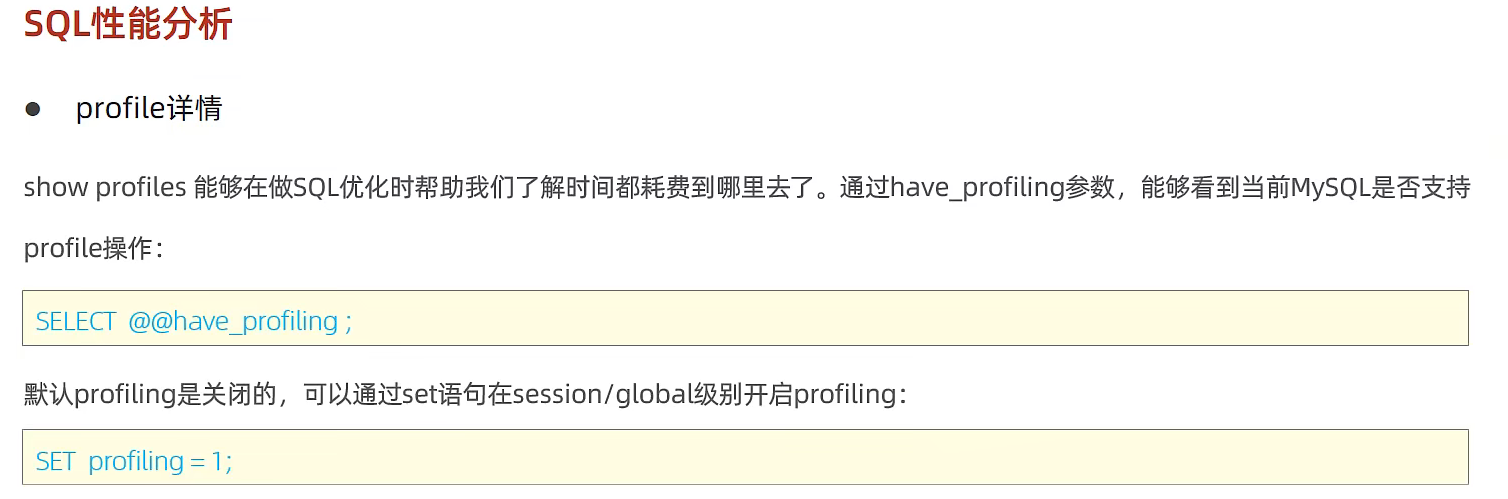 SQL性能分析
● profile详情
show profiles 能够在做SQL优化时帮助我们了解时间都耗费到哪里去了。通过have_profiling参数，能够看到当前MySQL是否支持
profile操作：
SELECT @@have_profiling ;
默认profiling是关闭的，可以通过set语句在session/global级别开启profiling：
SET profiling = 1;